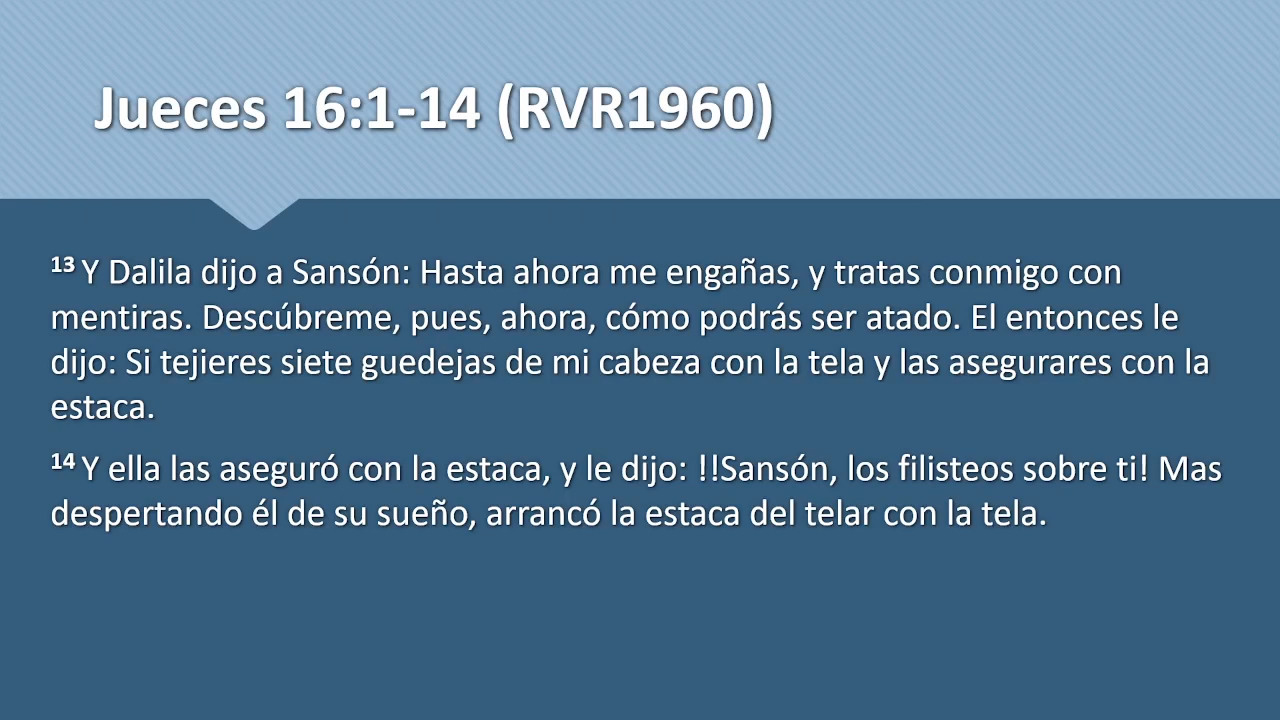 Jueces 16:1-14 (RVR1960)
13 Y Dalila dijo a Sansón: Hasta ahora me engañas, y tratas conmigo con
mentiras. Descúbreme, pues, ahora, cómo podrás ser atado. El entonces le
dijo: Si tejieres siete guedejas de mi cabeza con la tela y las asegurares con la
estaca.
14 Y ella las aseguró con la estaca, y le dijo: !!Sansón, los filisteos sobre ti! Mas
despertando él de su sueño, arrancó la estaca del telar con la tela.